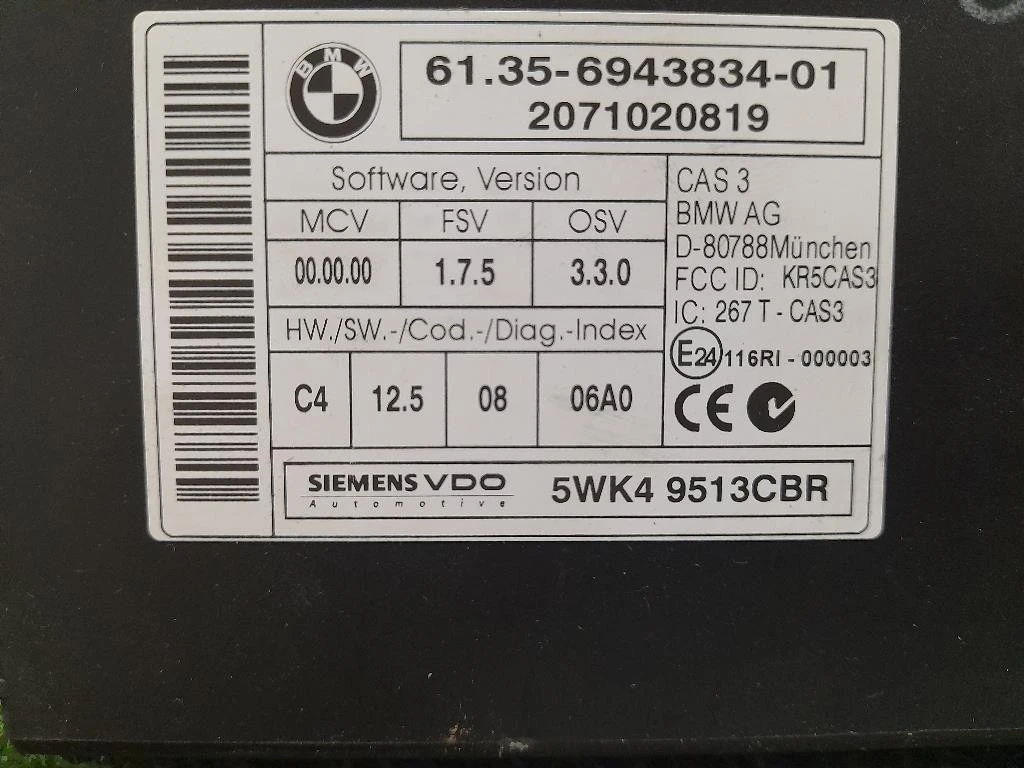 BMW
61.35-6943834-01
2071020819
Software, Version
MCV FSV OSV
00.00.00 1.7.5 3.3.0
HW./SW.-/Cod.-/Diag.-Index
C4 12.5 08 06A0
CAS 3
BMW AG
D-80788München
FCC ID: KR5CAS3
IC: 267 T - CAS3
E24 116RI - 000003
CE
SIEMENS VDO
Automotive
5WK4 9513CBR